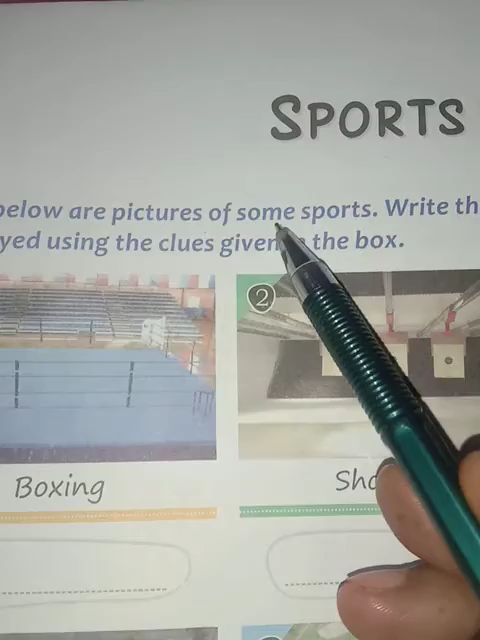 SPORTS
below are pictures of some sports. Write th
yed using the clues given the box.
2
Boxing
Sho